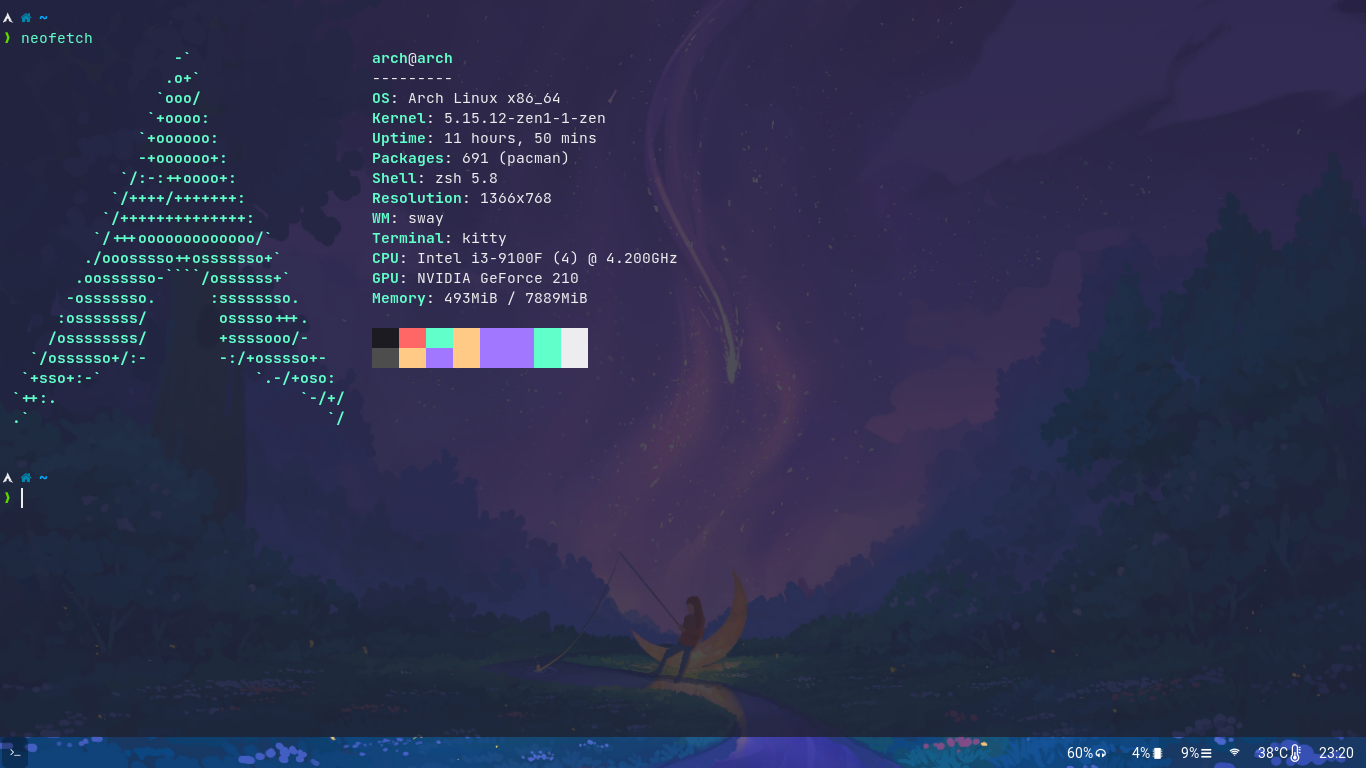 ~
❯ neofetch
-`
.o+`
`ooo/
`+oooo:
`+oooooo:
-+oooooo+:
`/:-:++oooo+:
`/++++/+++++++:
`/++++++++++++++:
`/+++ooooooooooooo/`
./ooosssso++osssssso+`
.oossssso-````/ossssss+`
-osssssso. :ssssssso.
:osssssss/ osssso+++.
/ossssssss/ +ssssooo/-
`/ossssso+/:- -:/+osssso+-
`+sso+:-` `.-/+oso:
`++:. `-/+/
.` `/
arch@arch
---------
OS: Arch Linux x86_64
Kernel: 5.15.12-zen1-1-zen
Uptime: 11 hours, 50 mins
Packages: 691 (pacman)
Shell: zsh 5.8
Resolution: 1366x768
WM: sway
Terminal: kitty
CPU: Intel i3-9100F (4) @ 4.200GHz
GPU: NVIDIA GeForce 210
Memory: 493MiB / 7889MiB
~
❯
>_ 60% 4% 9% 38°C 23:20